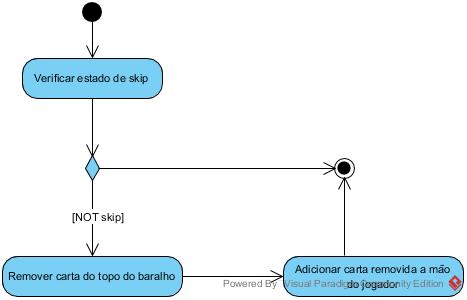 Verificar estado de skip
[NOT skip]
Remover carta do topo do baralho
Adicionar carta removida a mão
do jogador
Powered By Visual Paradigm Community Edition